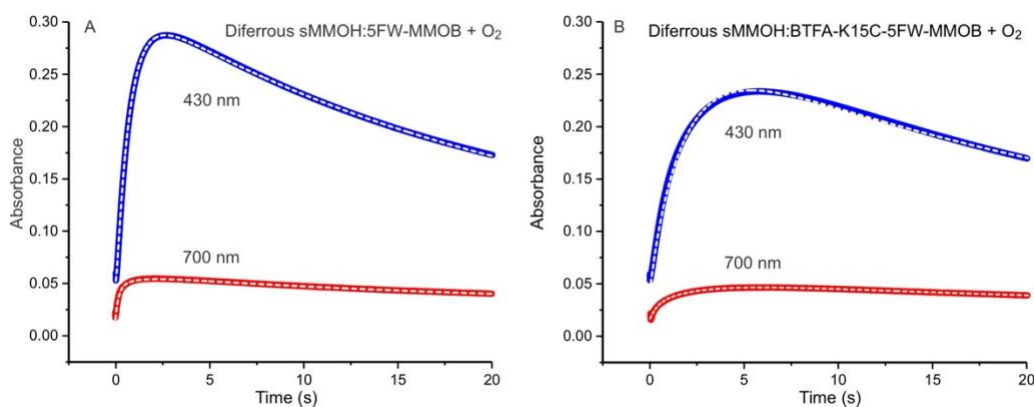 A
Diferrous sMMOH:5FW-MMOB + O₂
430 nm
700 nm
Absorbance
0.30
0.25
0.20
0.15
0.10
0.05
0.00
0
5
10
15
20
Time (s)
B
Diferrous sMMOH:BTFA-K15C-5FW-MMOB + O₂
430 nm
700 nm
Absorbance
0.30
0.25
0.20
0.15
0.10
0.05
0.00
0
5
10
15
20
Time (s)